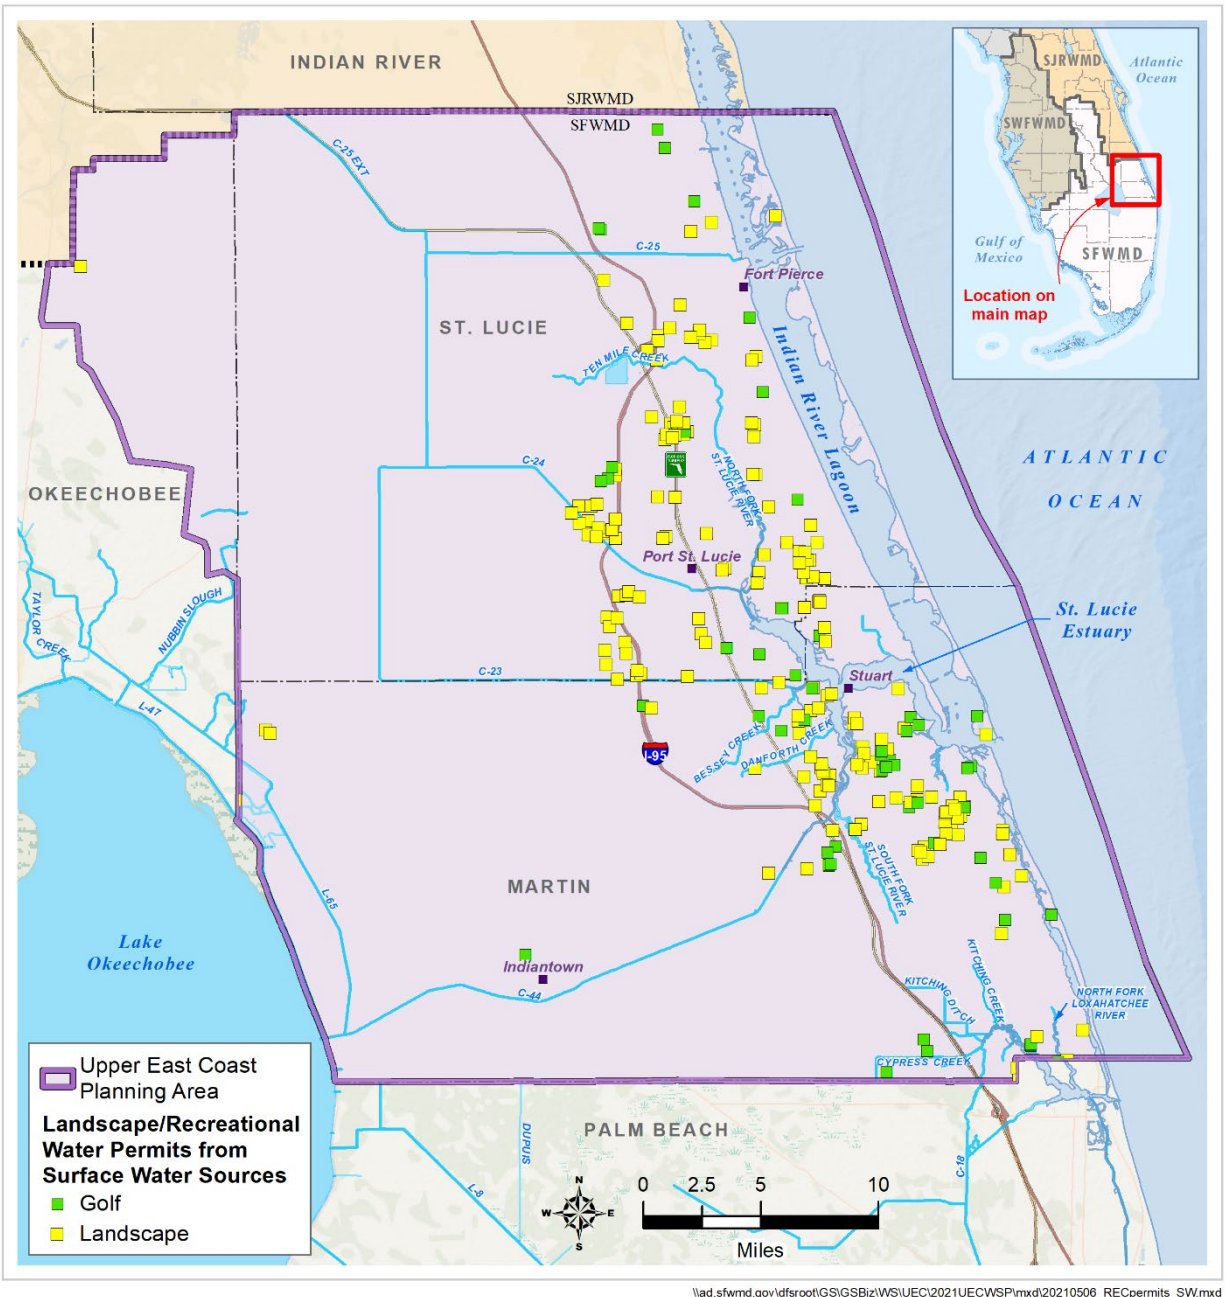 INDIAN RIVER
SJRWMD
SFWMD
C-25 EXT
C-25
Fort Pierce
ST. LUCIE
TEN MILE CREEK
Indian River Lagoon
SJRWMD
Atlantic
Ocean
SWFWMD
Gulf of
Mexico
SFWMD
Location on
main map
ATLANTIC
OCEAN
OKEECHOBEE
C-24
NORTH FORK
ST. LUCIE RIVER
Port St. Lucie
TAYLOR CREEK
NUBBIN SLOUGH
St. Lucie
Estuary
C-23
Stuart
L-47
BESSEY CREEK
DANFORTH CREEK
I-95
L-65
MARTIN
SOUTH FORK
ST. LUCIE RIVER
Lake
Okeechobee
Indiantown
C-44
KITCHING CREEK
KITCHING DITCH
NORTH FORK
LOXAHATCHEE
RIVER
CYPRESS CREEK
Upper East Coast
Planning Area
Landscape/Recreational
Water Permits from
Surface Water Sources
Golf
Landscape
PALM BEACH
DUPUIS
L-8
C-18
N
W E
S
0 2.5 5 10
Miles
\\ad.sfwmd.gov\dfsroot\GS\GSBiz\WS\UEC\2021UECWSP\mxd\20210506_RECpermits_SW.mxd